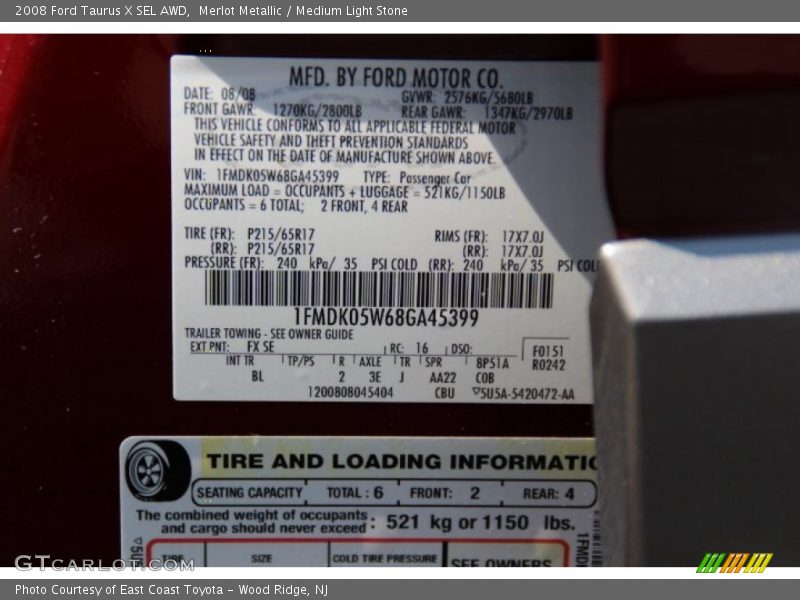 2008 Ford Taurus X SEL AWD, Merlot Metallic / Medium Light Stone
MFD. BY FORD MOTOR CO.
DATE: 08/08 GVWR: 2576KG/5680LB
FRONT GAWR: 1270KG/2800LB REAR GAWR: 1347KG/2970LB
THIS VEHICLE CONFORMS TO ALL APPLICABLE FEDERAL MOTOR
VEHICLE SAFETY AND THEFT PREVENTION STANDARDS
IN EFFECT ON THE DATE OF MANUFACTURE SHOWN ABOVE.
VIN: 1FMDK05W68GA45399 TYPE: Passenger Car
MAXIMUM LOAD = OCCUPANTS + LUGGAGE = 521KG/1150LB
OCCUPANTS = 6 TOTAL; 2 FRONT, 4 REAR
TIRE (FR): P215/65R17 RIMS (FR): 17X7.0J
(RR): P215/65R17 (RR): 17X7.0J
PRESSURE (FR): 240 kPa/ 35 PSI COLD (RR): 240 kPa/ 35 PSI COL
1FMDK05W68GA45399
TRAILER TOWING - SEE OWNER GUIDE
EXT PNT: FX SE RC: 16 DSO: F0151
INT TR TP/PS R AXLE TR SPR 8PS1A R0242
BL 2 3E J AA22 C0B
1200808045404 CBU 5U5A-5420472-AA
TIRE AND LOADING INFORMATIO
SEATING CAPACITY TOTAL : 6 FRONT: 2 REAR: 4
The combined weight of occupants
and cargo should never exceed : 521 kg or 1150 lbs.
TIRE SIZE COLD TIRE PRESSURE SEE OWNERS
5U5
1FMDK
GTCarLot.com
Photo Courtesy of East Coast Toyota - Wood Ridge, NJ